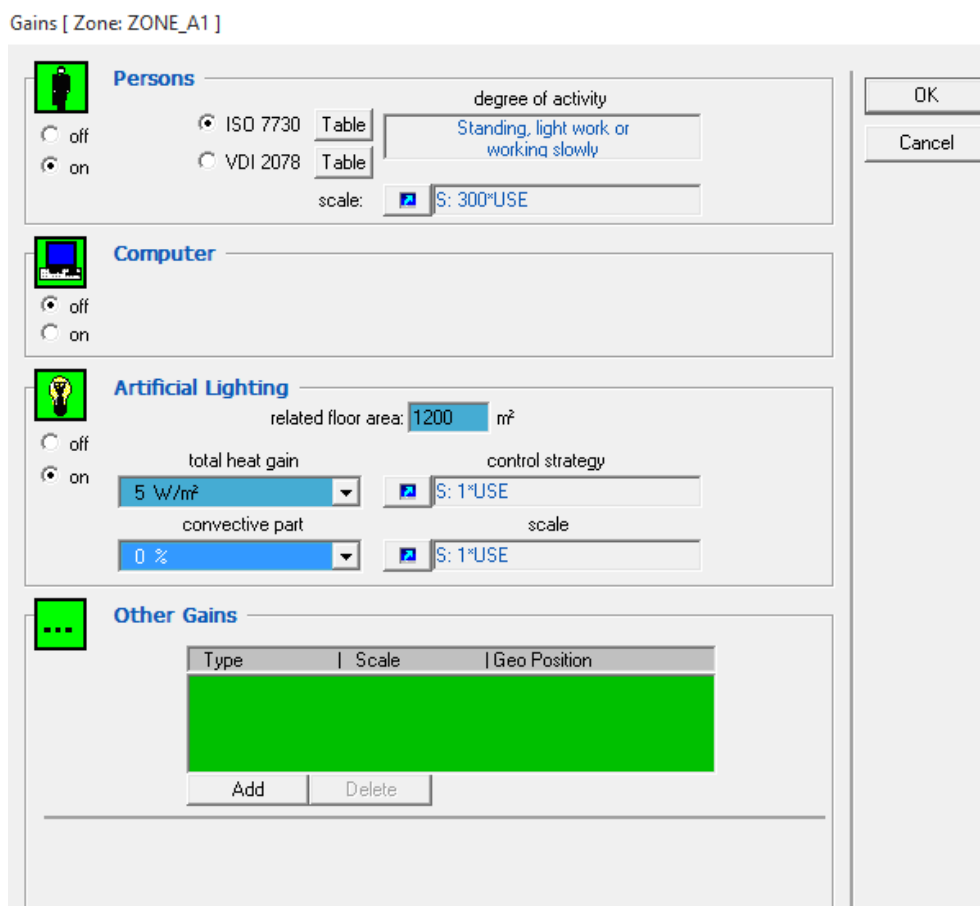 Gains [ Zone: ZONE_A1 ]
Persons
off
on
ISO 7730 Table
VDI 2078 Table
degree of activity
Standing, light work or
working slowly
scale: S: 300*USE
OK
Cancel
Computer
off
on
Artificial Lighting
off
on
related floor area: 1200 m²
total heat gain control strategy
5 W/m² S: 1*USE
convective part scale
0 % S: 1*USE
...
Other Gains
Type | Scale | Geo Position
Add Delete